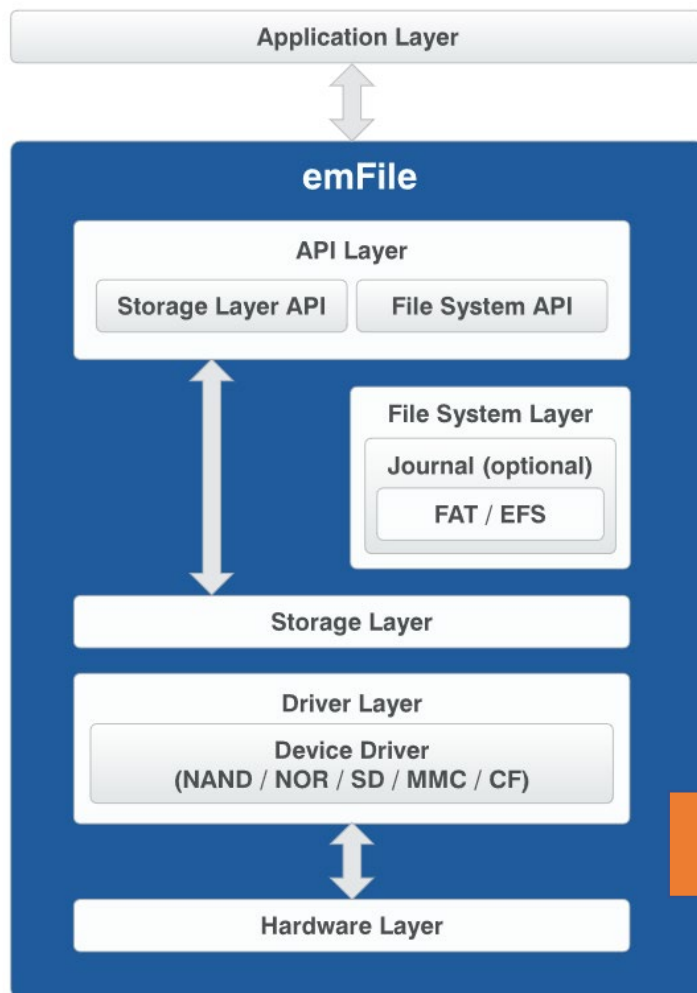 Application Layer
emFile
API Layer
Storage Layer API
File System API
File System Layer
Journal (optional)
FAT / EFS
Storage Layer
Driver Layer
Device Driver
(NAND / NOR / SD / MMC / CF)
Hardware Layer